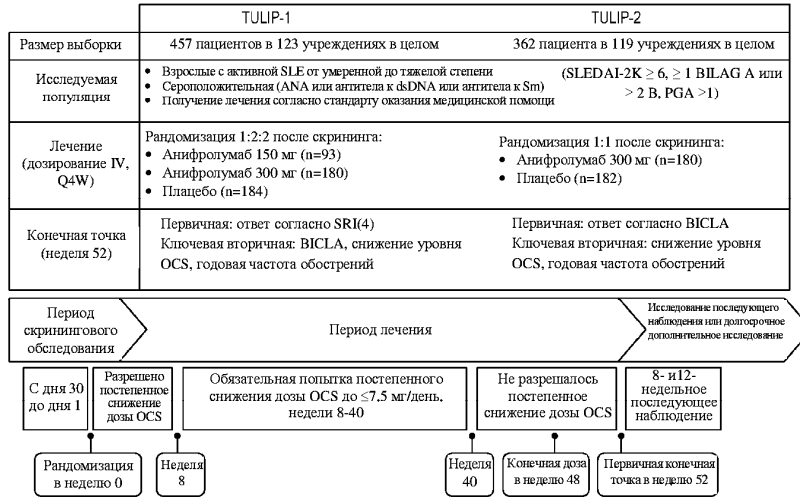 TULIP-1
TULIP-2
Размер выборки
457 пациентов в 123 учреждениях в целом
362 пациента в 119 учреждениях в целом
Исследуемая
популяция
• Взрослые с активной SLE от умеренной до тяжелой степени
• Сероположительная (ANA или антитела к dsDNA или антитела к Sm)
• Получение лечения согласно стандарту оказания медицинской помощи
(SLEDAI-2K ≥ 6, ≥ 1 BILAG A или
> 2 B, PGA >1)
Лечение
(дозирование IV,
Q4W)
Рандомизация 1:2:2 после скрининга:
• Анифролумаб 150 мг (n=93)
• Анифролумаб 300 мг (n=180)
• Плацебо (n=184)
Рандомизация 1:1 после скрининга:
• Анифролумаб 300 мг (n=180)
• Плацебо (n=182)
Конечная точка
(неделя 52)
Первичная: ответ согласно SRI(4)
Ключевая вторичная: BICLA, снижение уровня
OCS, годовая частота обострений
Первичная: ответ согласно BICLA
Ключевая вторичная: снижение уровня
OCS, годовая частота обострений
Период
скринингового
обследования
Период лечения
Исследование последующего
наблюдения или долгосрочное
дополнительное исследование
С дня 30
до дня 1
Разрешено
постепенное
снижение
дозы OCS
Обязательная попытка постепенного
снижения дозы OCS до ≤7,5 мг/день,
недели 8-40
Не разрешалось
постепенное
снижение дозы OCS
8- и12-
недельное
последующее
наблюдение
Рандомизация
в неделю 0
Неделя
8
Неделя
40
Конечная доза
в неделю 48
Первичная конечная
точка в неделю 52